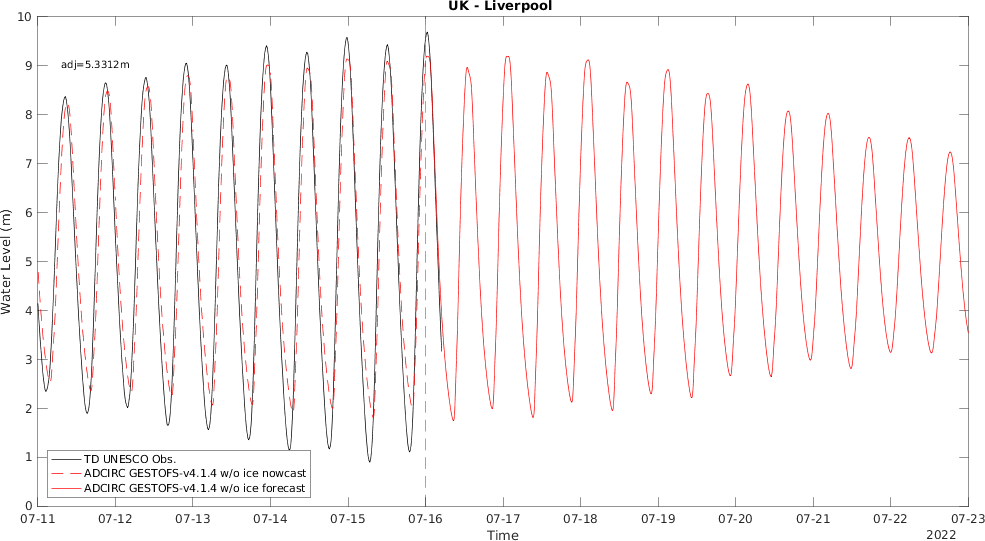 UK - Liverpool
adj=5.3312m
Water Level (m)
10
9
8
7
6
5
4
3
2
1
0
TD UNESCO Obs.
ADCIRC GESTOFS-v4.1.4 w/o ice nowcast
ADCIRC GESTOFS-v4.1.4 w/o ice forecast
07-11 07-12 07-13 07-14 07-15 07-16 07-17 07-18 07-19 07-20 07-21 07-22 07-23
Time
2022